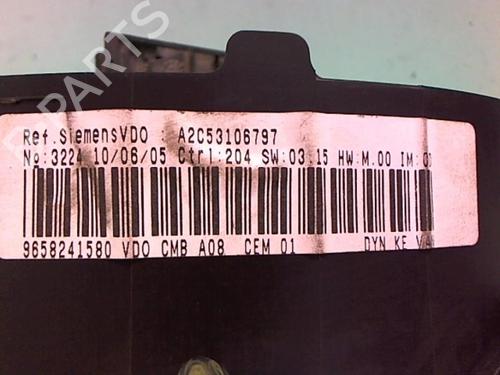 Ref.SiemensVDO : A2C53106797
No:3224 10/06/05 Ctrl:204 SW:03.15 HW:M.00 IM:
9658241580 VDO CMB A08 CEM 01 DYN KE